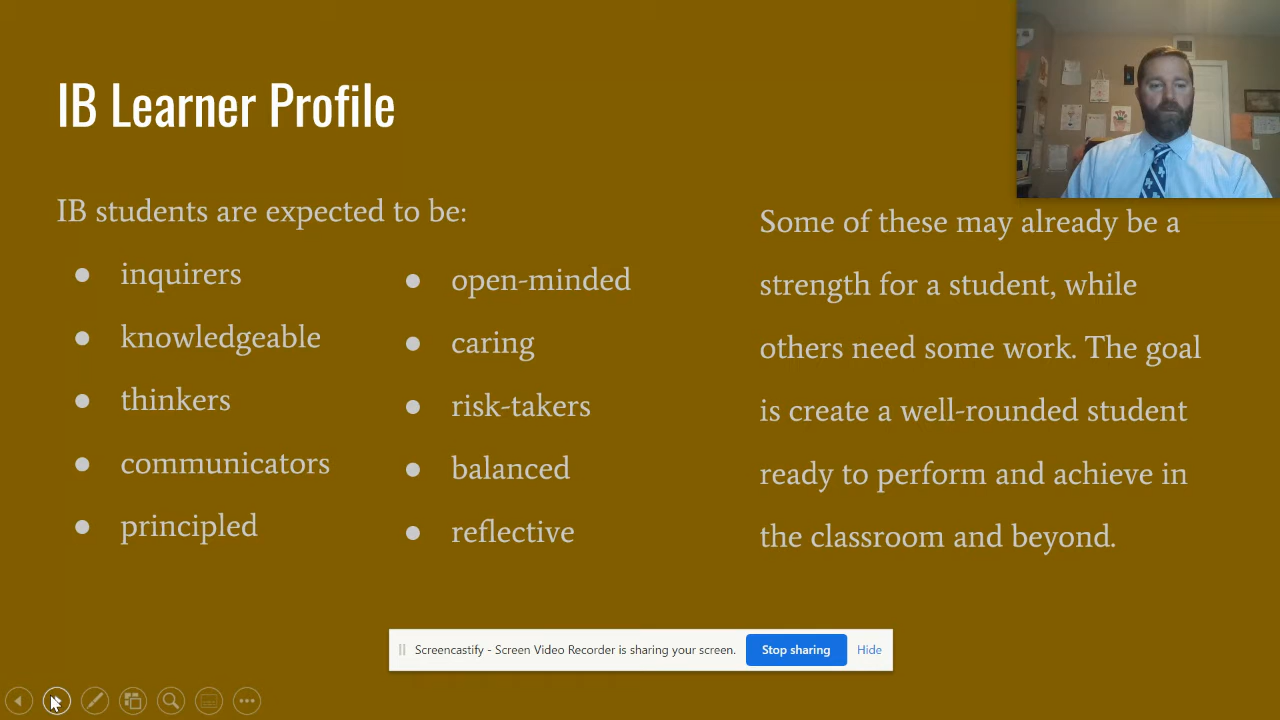 IB Learner Profile
IB students are expected to be:
● inquirers
● knowledgeable
● thinkers
● communicators
● principled
● open-minded
● caring
● risk-takers
● balanced
● reflective
Some of these may already be a
strength for a student, while
others need some work. The goal
is create a well-rounded student
ready to perform and achieve in
the classroom and beyond.
Screencastify - Screen Video Recorder is sharing your screen.
Stop sharing
Hide